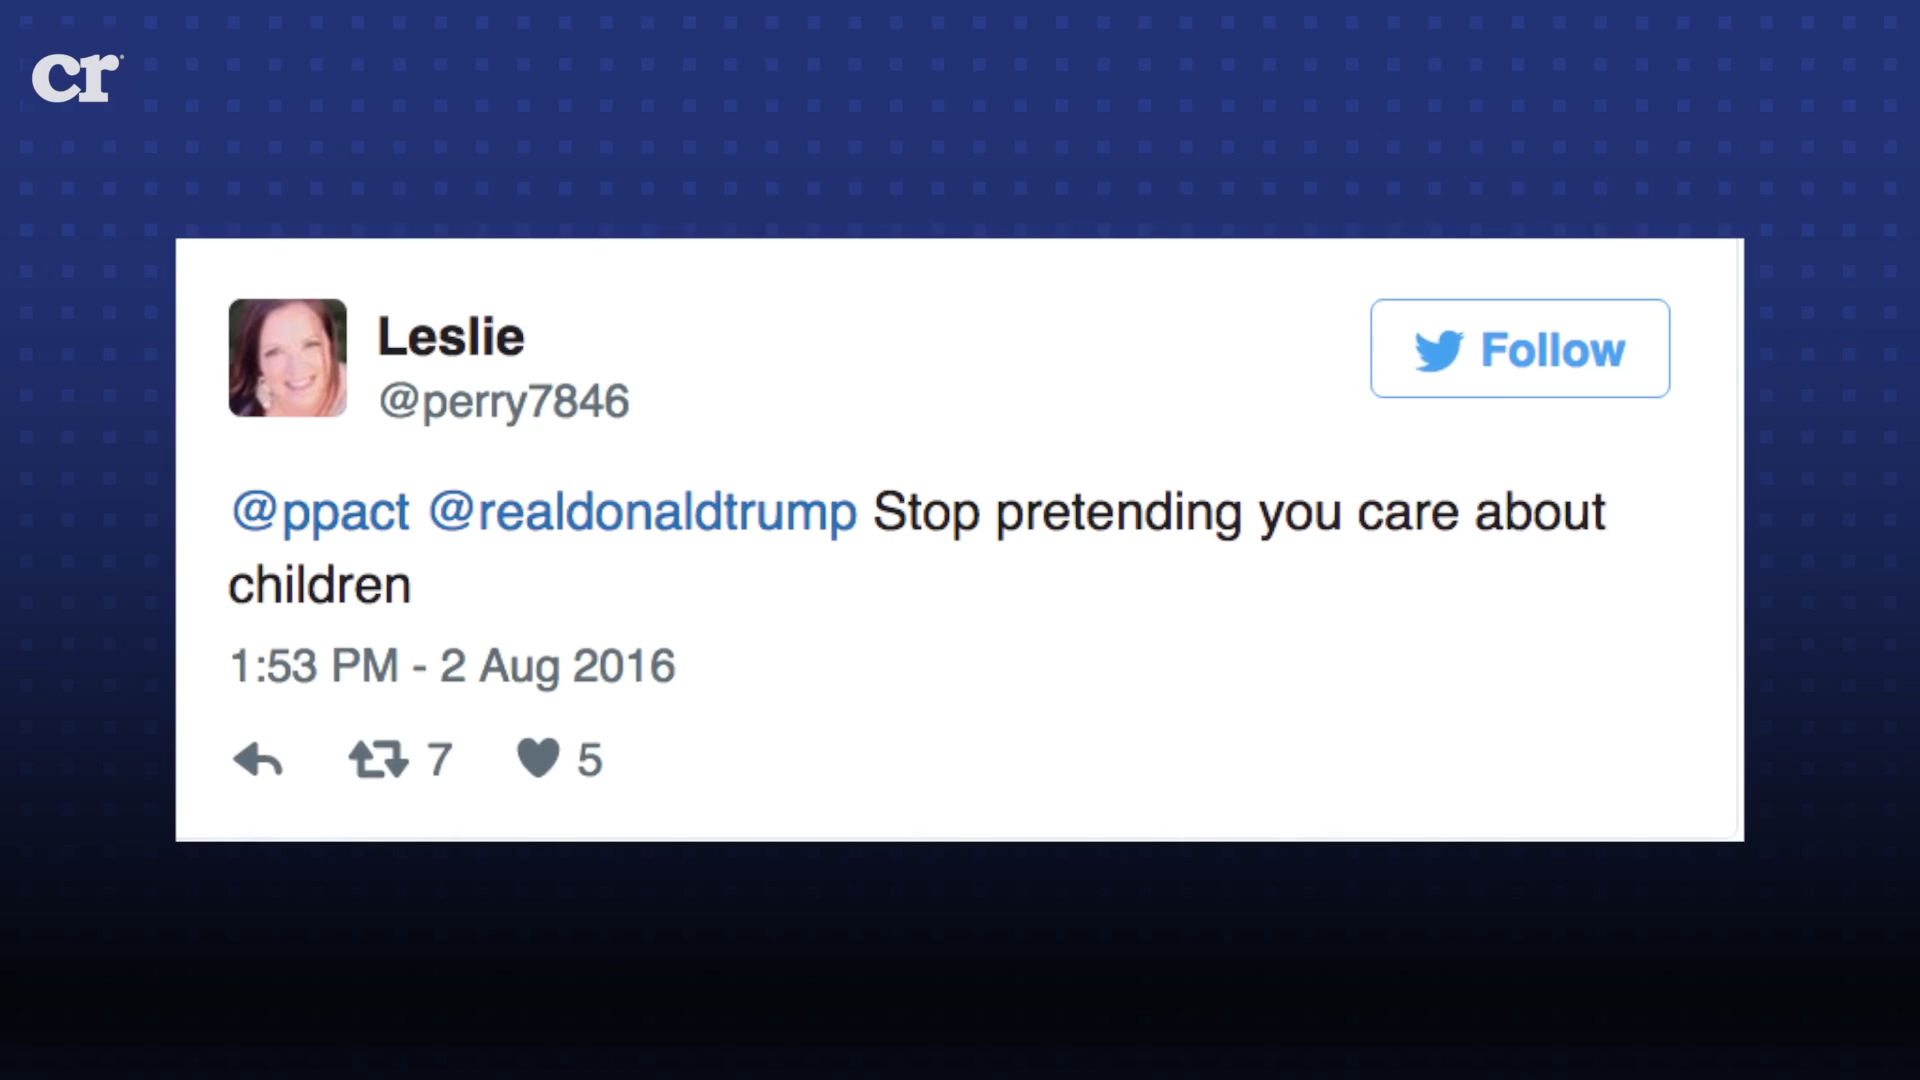 cr
Leslie
@perry7846
Follow
@ppact @realdonaldtrump Stop pretending you care about
children
1:53 PM - 2 Aug 2016
7 5